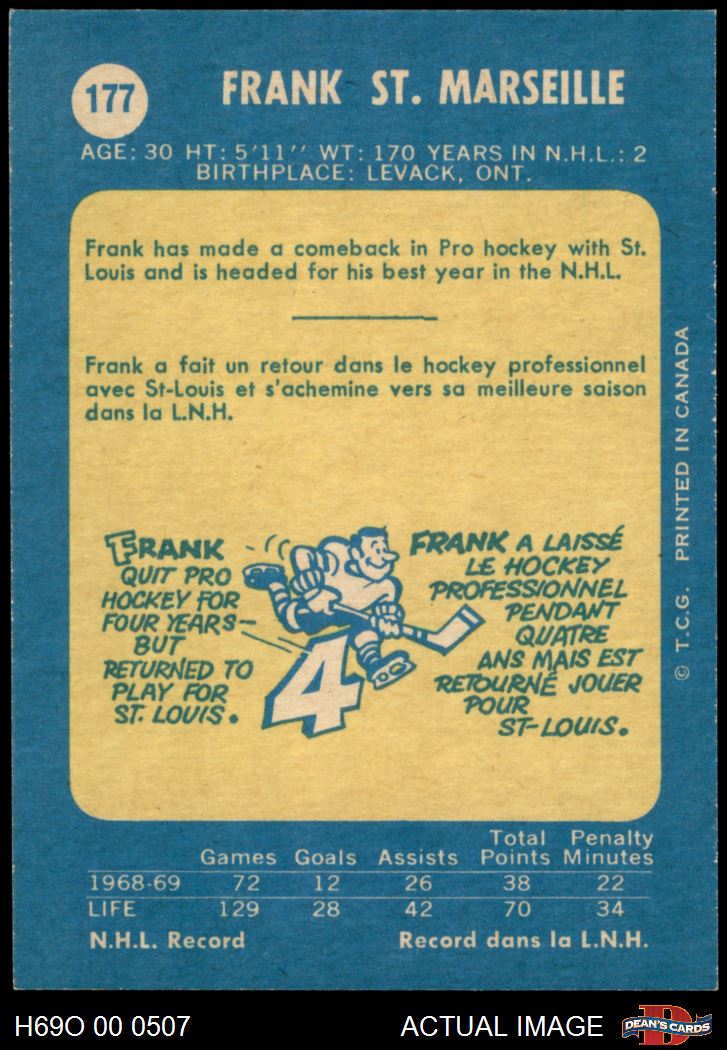 177
FRANK ST. MARSEILLE
AGE: 30 HT: 5'11'' WT: 170 YEARS IN N.H.L.: 2
BIRTHPLACE: LEVACK, ONT.
Frank has made a comeback in Pro hockey with St.
Louis and is headed for his best year in the N.H.L.
Frank a fait un retour dans le hockey professionnel
avec St-Louis et s'achemine vers sa meilleure saison
dans la L.N.H.
FRANK
QUIT PRO
HOCKEY FOR
FOUR YEARS-
BUT
RETURNED TO
PLAY FOR
ST. LOUIS.
4
FRANK A LAISSÉ
LE HOCKEY
PROFESSIONNEL
PENDANT
QUATRE
ANS MAIS EST
RETOURNÉ JOUER
POUR
ST-LOUIS.
© T.C.G. PRINTED IN CANADA
Total Penalty
Games Goals Assists Points Minutes
1968-69 72 12 26 38 22
LIFE 129 28 42 70 34
N.H.L. Record Record dans la L.N.H.
H69O 00 0507 ACTUAL IMAGE
D
DEAN'S CARDS